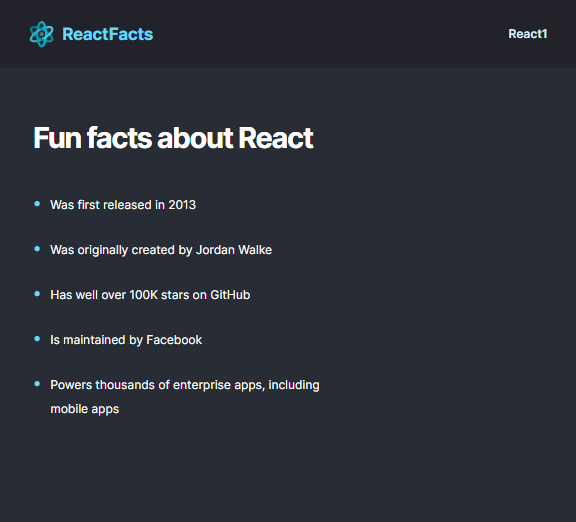 ReactFacts
React1
Fun facts about React
Was first released in 2013
Was originally created by Jordan Walke
Has well over 100K stars on GitHub
Is maintained by Facebook
Powers thousands of enterprise apps, including
mobile apps